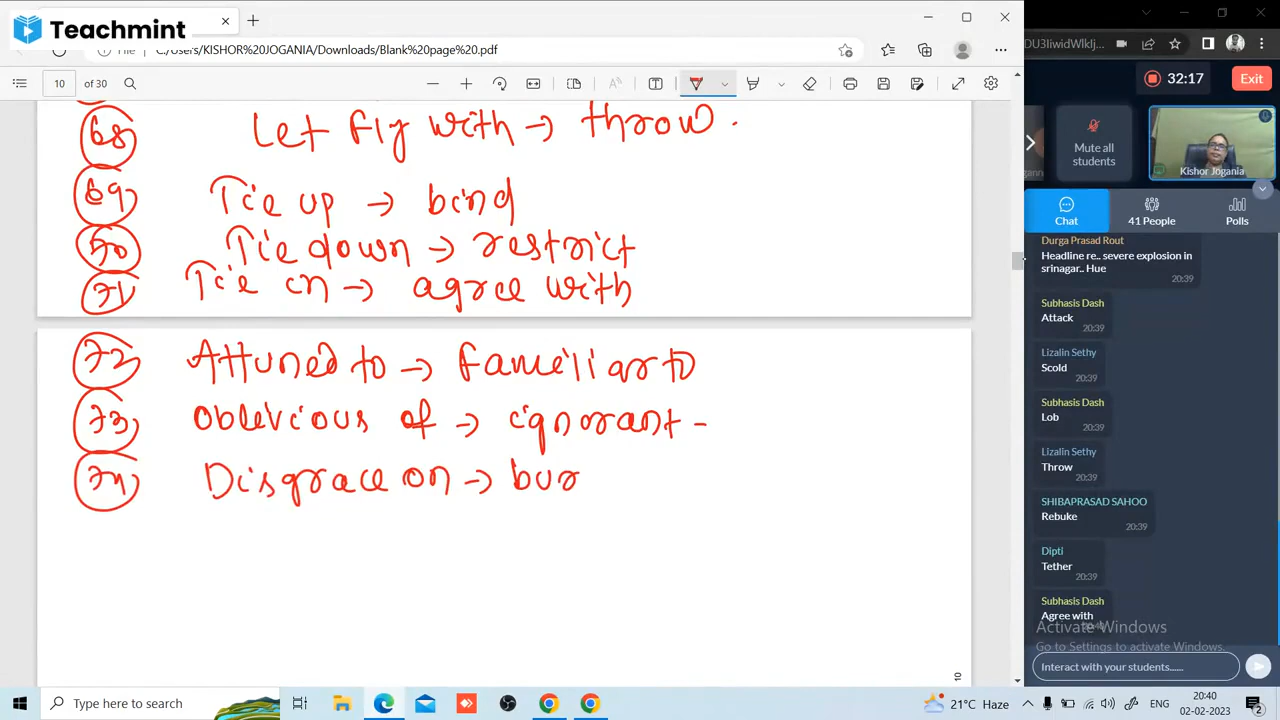 Teachmint
File C:/Users/KISHOR%20JOGANIA/Downloads/Blank%20page%20.pdf
DU3IiwidWlkIj...
32:17
Exit
10 of 30
68 Let fly with → throw.
69 Tie up → bind
70 Tie down → restrict
71 Tie in → agree with
72 Attuned to → familiar to
73 Oblivious of → ignorant -
74 Disgrace on → bur
10
Mute all students
Kishor Jogania
Chat
41 People
Polls
Durga Prasad Rout
Headline re.. severe explosion in srinagar.. Hue
20:39
Subhasis Dash
Attack
20:39
Lizalin Sethy
Scold
20:39
Subhasis Dash
Lob
20:39
Lizalin Sethy
Throw
20:39
SHIBAPRASAD SAHOO
Rebuke
20:39
Dipti
Tether
20:39
Subhasis Dash
Agree with
Activate Windows
Go to Settings to activate Windows.
Interact with your students......
Type here to search
21°C Haze
ENG
20:40
02-02-2023
2